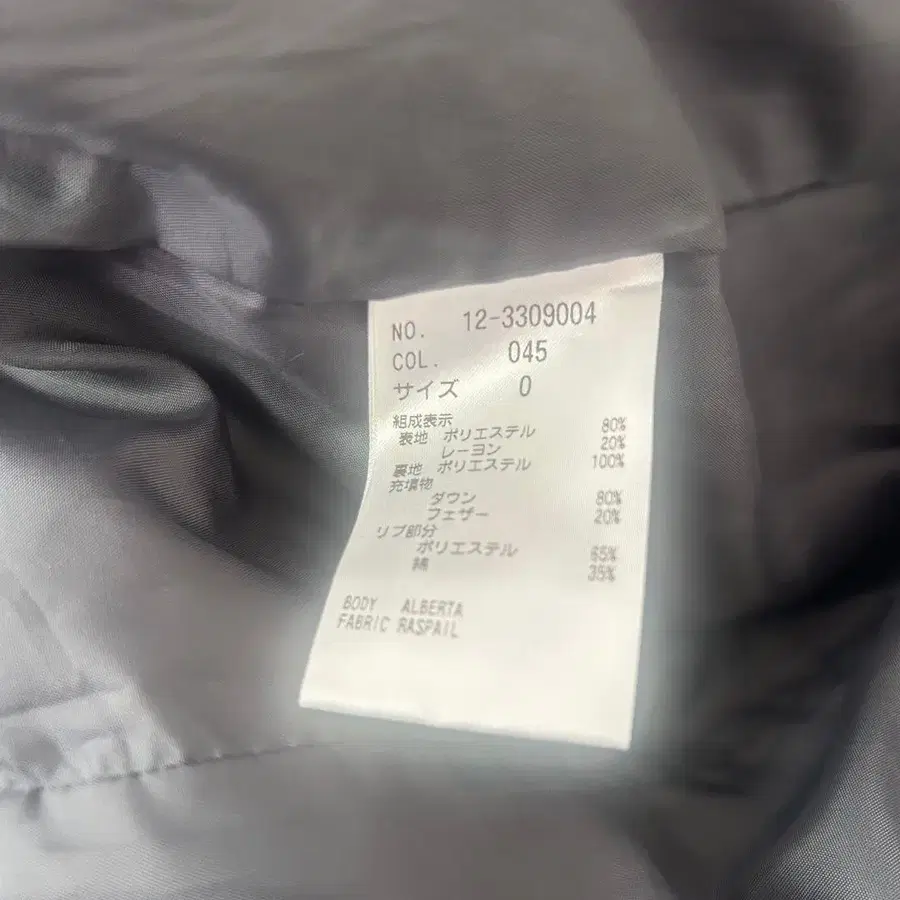 NO. 12-3309004
COL. 045
サイズ 0
組成表示
表地 ポリエステル 80%
レーヨン 20%
裏地 ポリエステル 100%
充填物
ダウン 80%
フェザー 20%
リブ部分
ポリエステル 65%
綿 35%
BODY ALBERTA
FABRIC RASPAIL